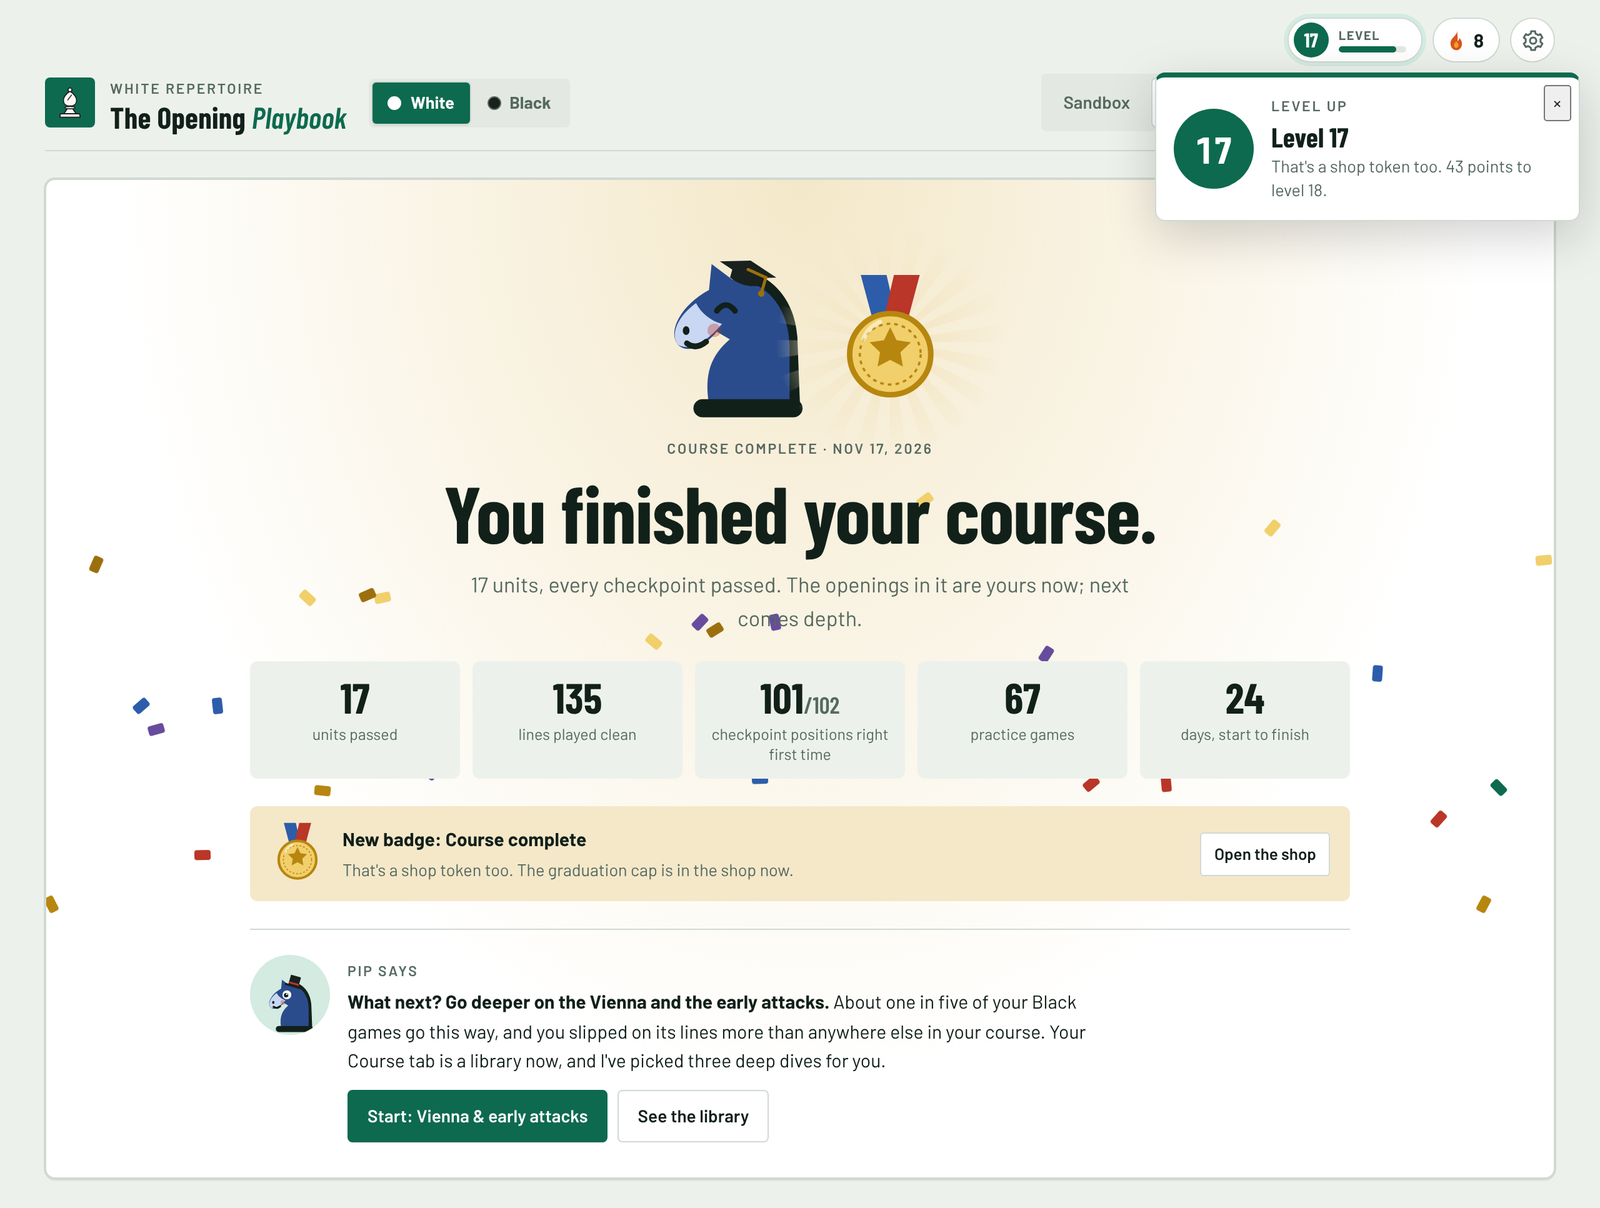 17 LEVEL
8
WHITE REPERTOIRE
The Opening Playbook
White
Black
Sandbox
17
LEVEL UP
Level 17
That's a shop token too. 43 points to
level 18.
×
COURSE COMPLETE · NOV 17, 2026
You finished your course.
17 units, every checkpoint passed. The openings in it are yours now; next
comes depth.
17
units passed
135
lines played clean
101/102
checkpoint positions right
first time
67
practice games
24
days, start to finish
New badge: Course complete
That's a shop token too. The graduation cap is in the shop now.
Open the shop
PIP SAYS
What next? Go deeper on the Vienna and the early attacks. About one in five of your Black
games go this way, and you slipped on its lines more than anywhere else in your course. Your
Course tab is a library now, and I've picked three deep dives for you.
Start: Vienna & early attacks
See the library